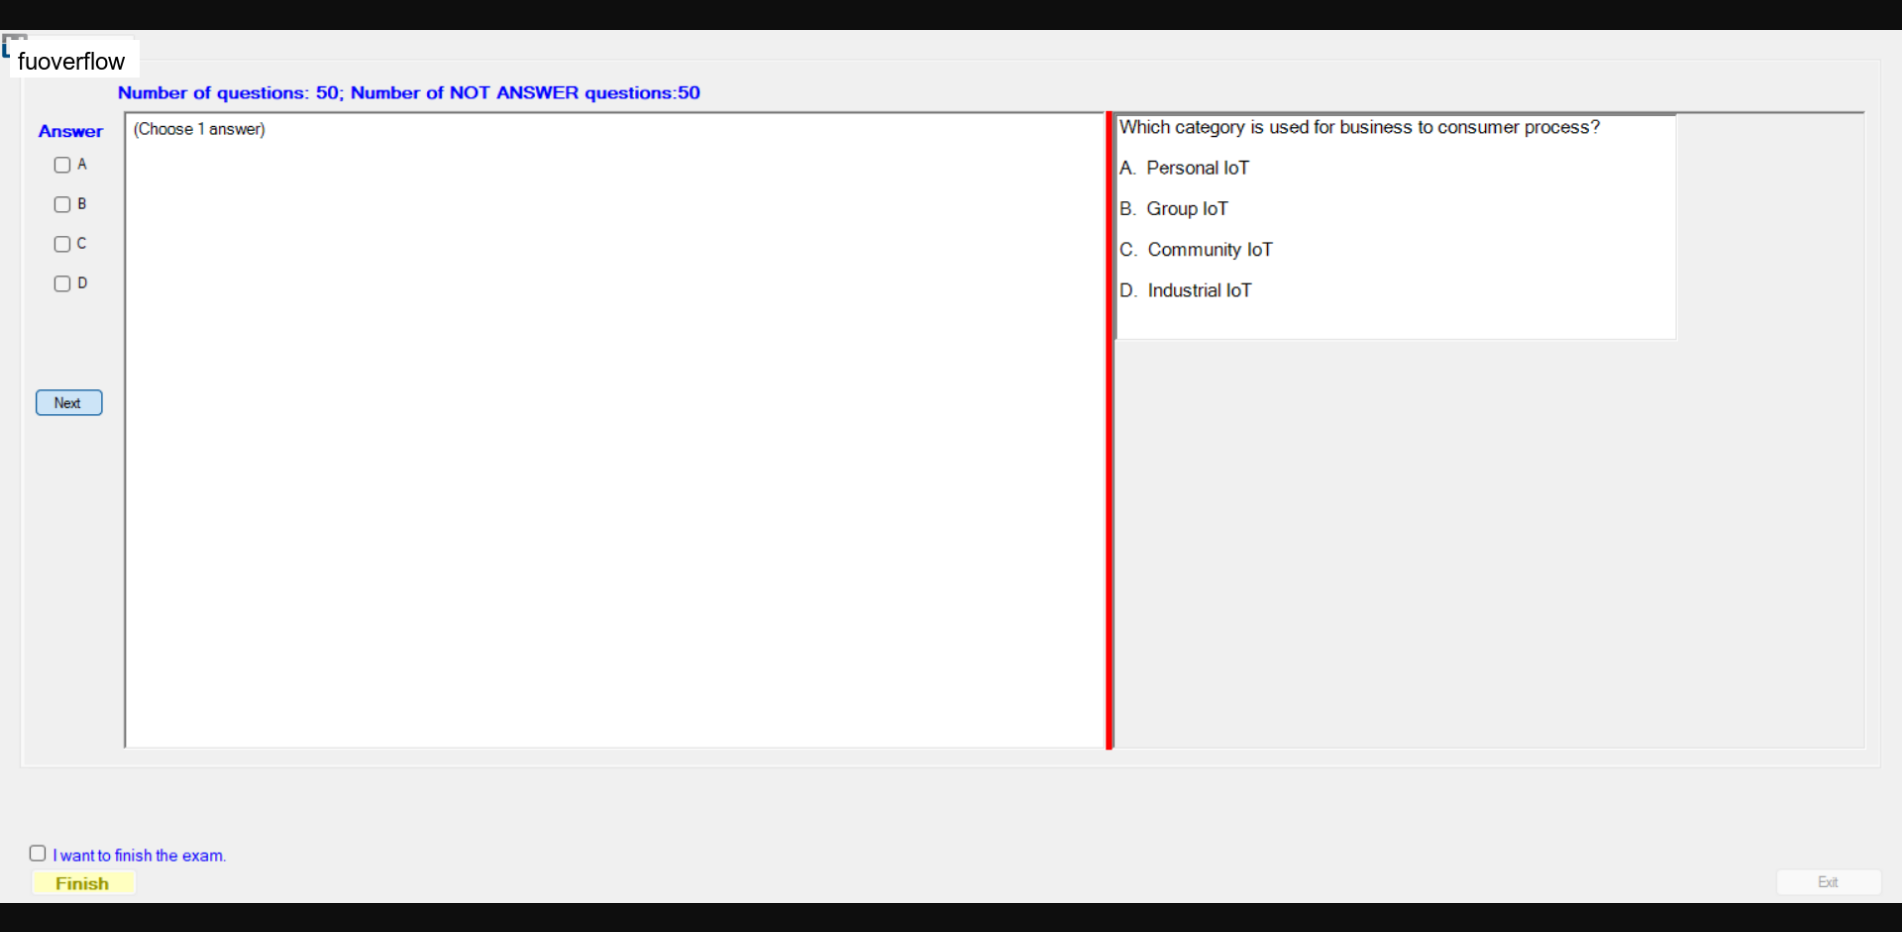 fuoverflow
Number of questions: 50; Number of NOT ANSWER questions:50
Answer
A
B
C
D
Next
(Choose 1 answer)
Which category is used for business to consumer process?
A. Personal IoT
B. Group IoT
C. Community IoT
D. Industrial IoT
I want to finish the exam.
Finish
Exit